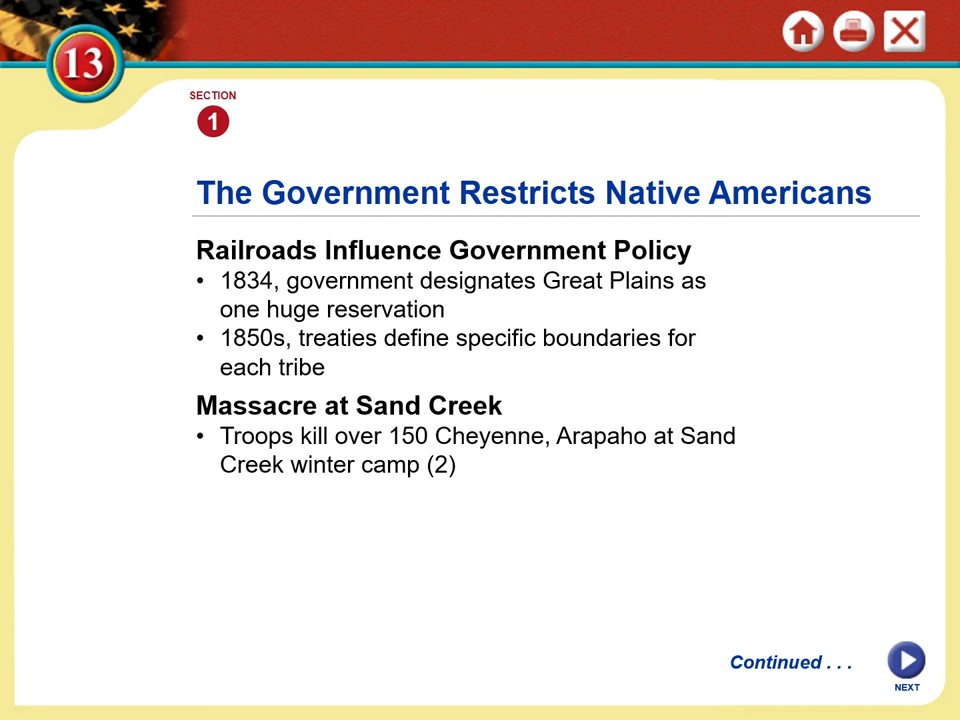 13
SECTION
1
The Government Restricts Native Americans
Railroads Influence Government Policy
• 1834, government designates Great Plains as
one huge reservation
• 1850s, treaties define specific boundaries for
each tribe
Massacre at Sand Creek
• Troops kill over 150 Cheyenne, Arapaho at Sand
Creek winter camp (2)
Continued . . .
NEXT